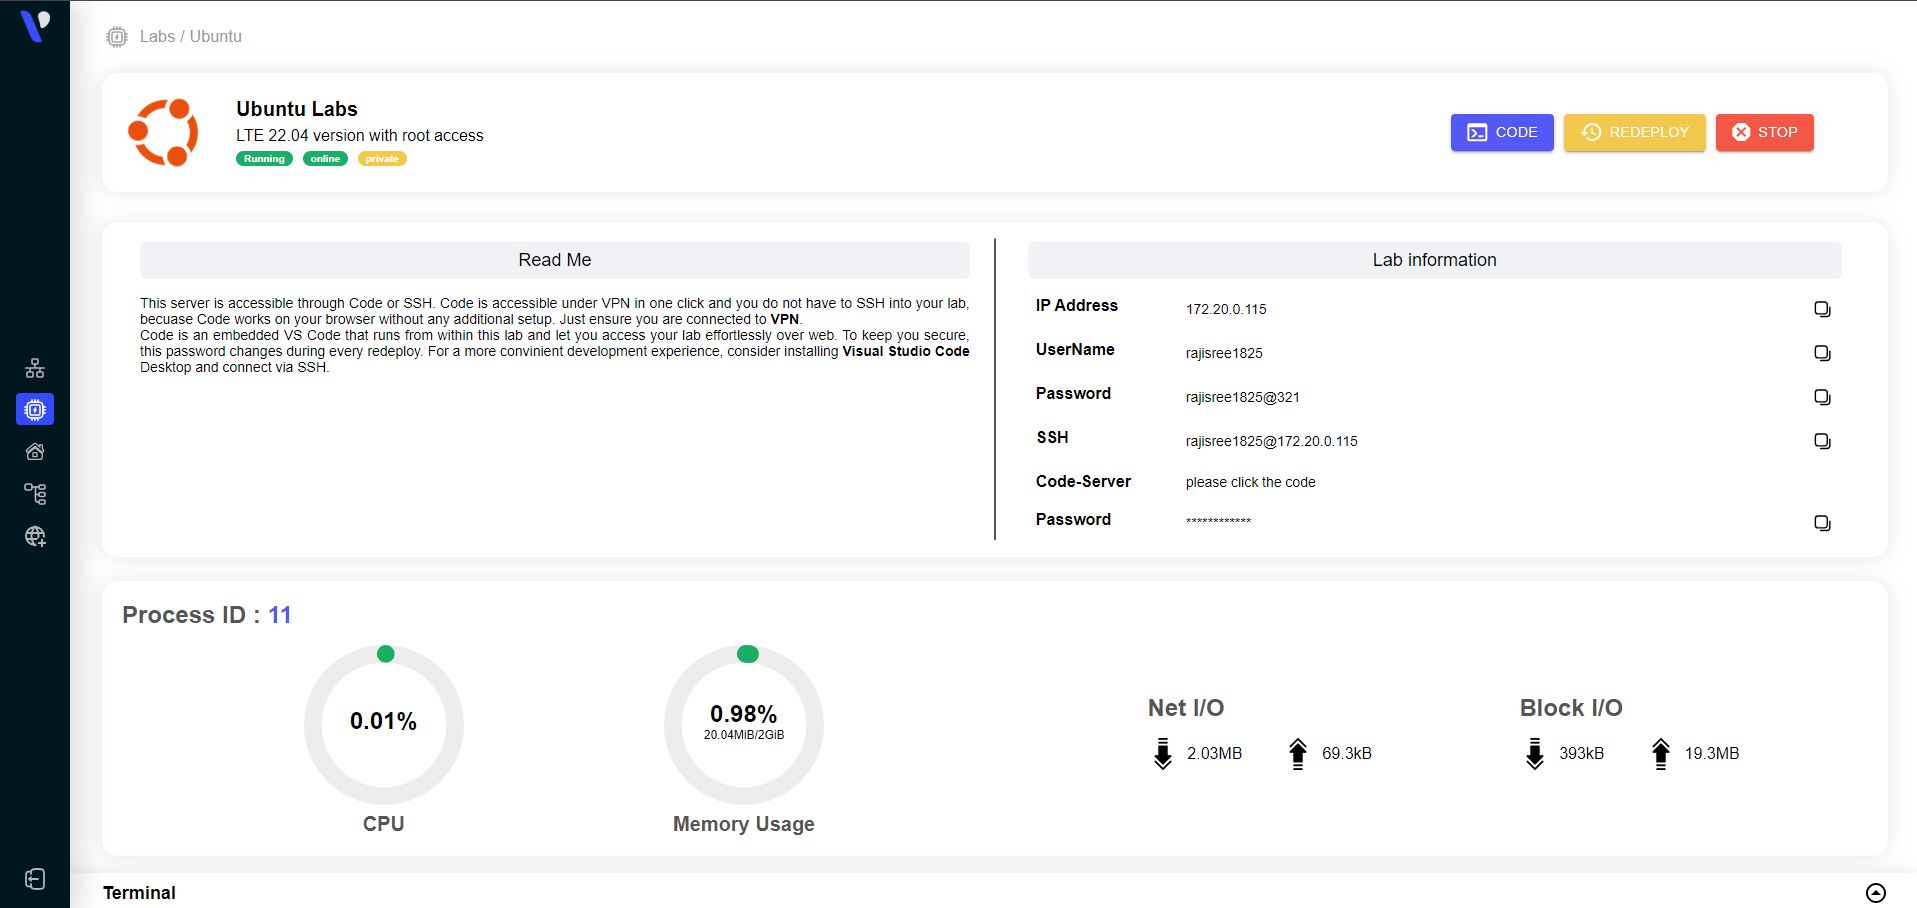 Labs / Ubuntu
Ubuntu Labs
LTE 22.04 version with root access
Running online private
CODE REDEPLOY STOP
Read Me
This server is accessible through Code or SSH. Code is accessible under VPN in one click and you do not have to SSH into your lab,
becuase Code works on your browser without any additional setup. Just ensure you are connected to VPN.
Code is an embedded VS Code that runs from within this lab and let you access your lab effortlessly over web. To keep you secure,
this password changes during every redeploy. For a more convinient development experience, consider installing Visual Studio Code
Desktop and connect via SSH.
Lab information
IP Address 172.20.0.115
UserName rajisree1825
Password rajisree1825@321
SSH rajisree1825@172.20.0.115
Code-Server please click the code
Password ************
Process ID : 11
0.01%
CPU
0.98%
20.04MiB/2GiB
Memory Usage
Net I/O
2.03MB 69.3kB
Block I/O
393kB 19.3MB
Terminal